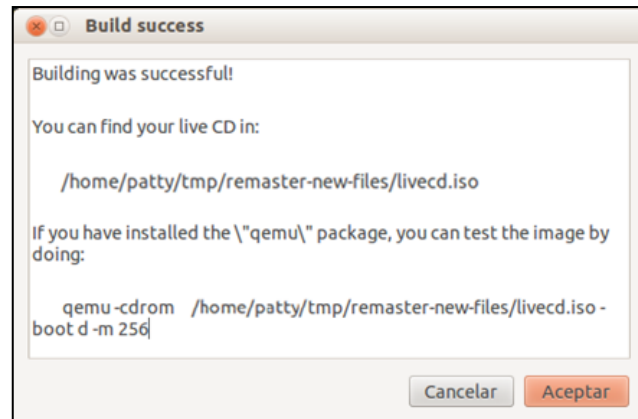 Build success
Building was successful!
You can find your live CD in:
/home/patty/tmp/remaster-new-files/livecd.iso
If you have installed the \"qemu\" package, you can test the image by
doing:
qemu -cdrom /home/patty/tmp/remaster-new-files/livecd.iso -
boot d -m 256
Cancelar Aceptar